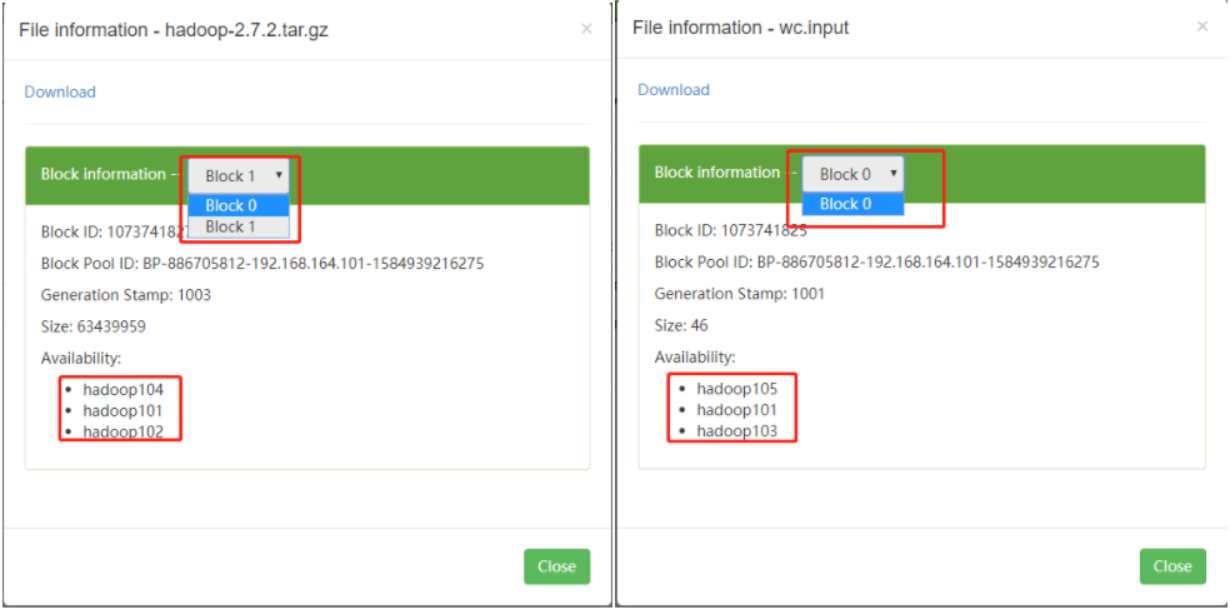 File information - hadoop-2.7.2.tar.gz
×
Download
Block information --
Block 1
Block 0
Block 1
Block ID: 107374182
Block Pool ID: BP-886705812-192.168.164.101-1584939216275
Generation Stamp: 1003
Size: 63439959
Availability:
hadoop104
hadoop101
hadoop102
Close
File information - wc.input
×
Download
Block information --
Block 0
Block 0
Block ID: 1073741825
Block Pool ID: BP-886705812-192.168.164.101-1584939216275
Generation Stamp: 1001
Size: 46
Availability:
hadoop105
hadoop101
hadoop103
Close